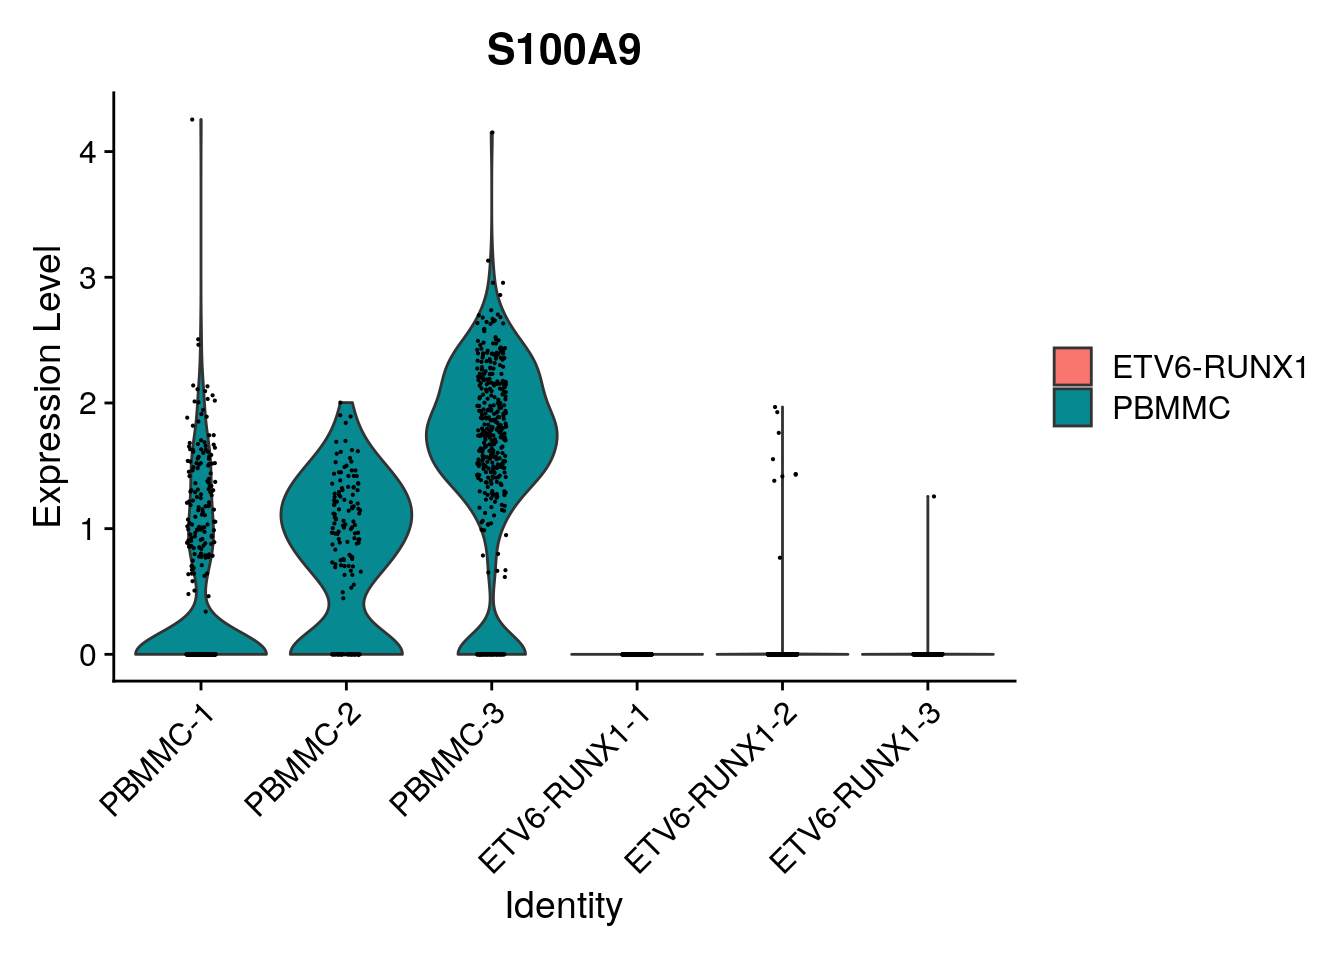 S100A9
Expression Level
4
3
2
1
0
PBMMC-1
PBMMC-2
PBMMC-3
ETV6-RUNX1-1
ETV6-RUNX1-2
ETV6-RUNX1-3
Identity
ETV6-RUNX1
PBMMC